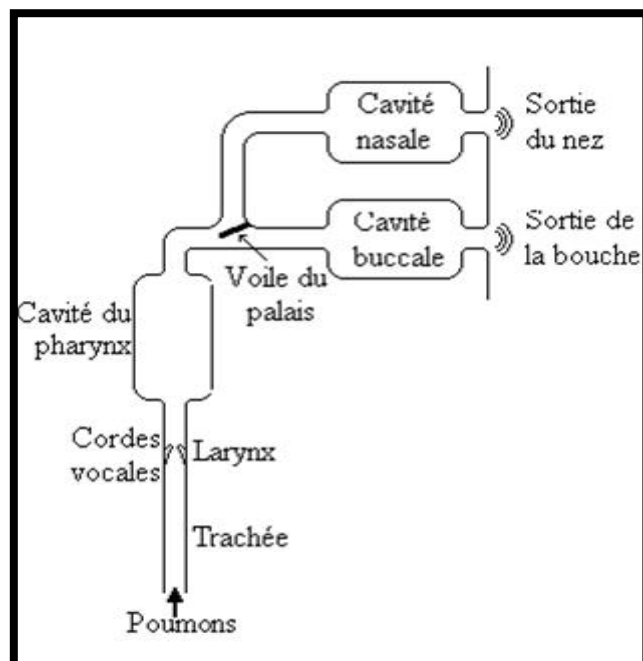 Cavité
nasale
Sortie
du nez
Cavité
buccale
Sortie de
la bouche
Voile du
palais
Cavité du
pharynx
Cordes
vocales
Larynx
Trachée
Poumons